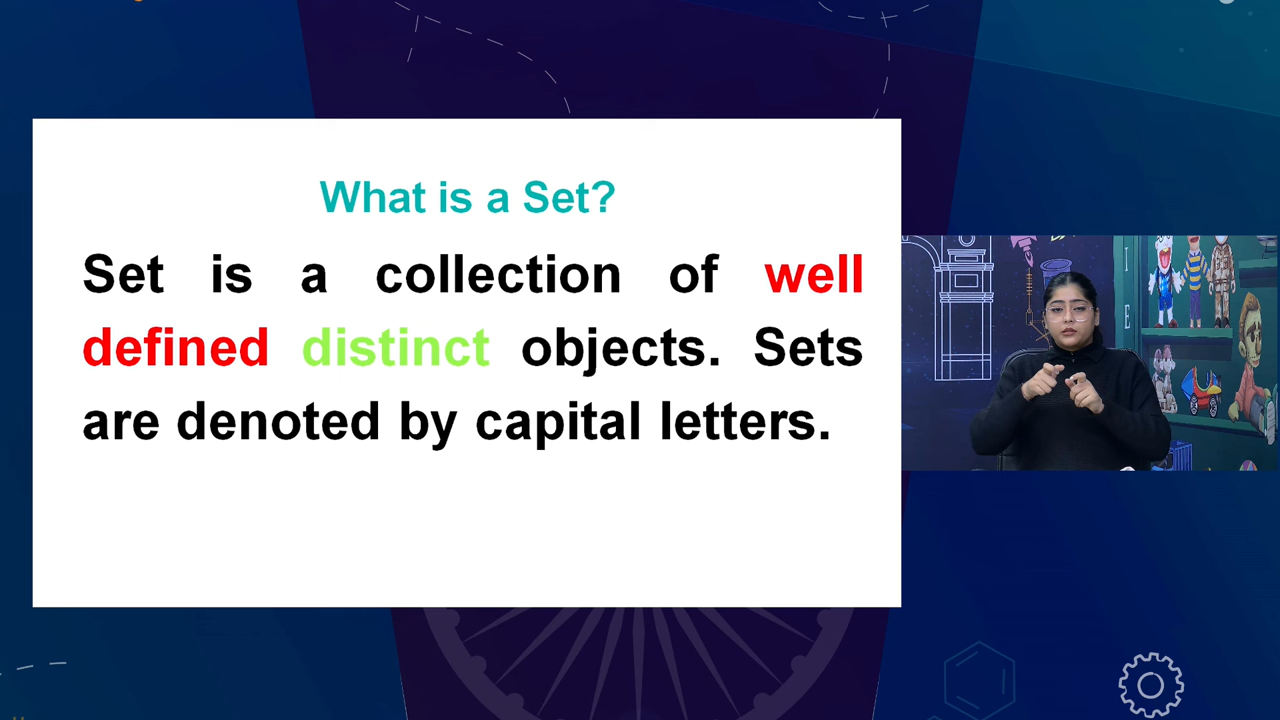 What is a Set?
Set is a collection of well
defined distinct objects. Sets
are denoted by capital letters.
I
E